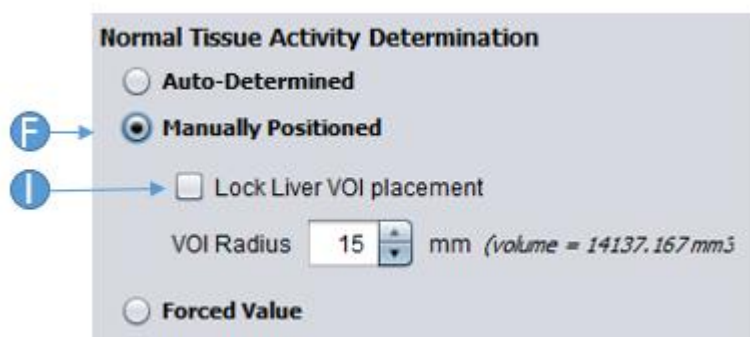 Normal Tissue Activity Determination
Auto-Determined
F Manually Positioned
I Lock Liver VOI placement
VOI Radius 15 mm (volume = 14137.167 mm3
Forced Value